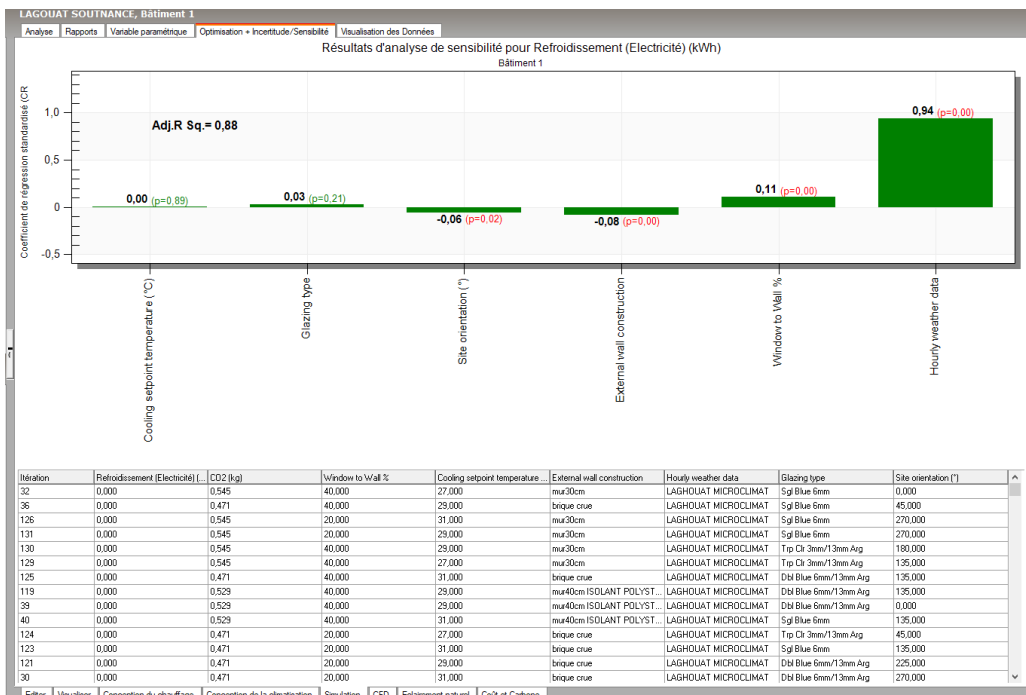 LAGOUAT SOUTNANCE, Bâtiment 1
Analyse Rapports Variable paramétrique Optimisation + Incertitude/Sensibilité Visualisation des Données
Résultats d'analyse de sensibilité pour Refroidissement (Electricité) (kWh)
Bâtiment 1
Coefficient de régression standardisé (CR
1,0
0,5
0
-0,5
Adj.R Sq.= 0,88
0,00 (p=0,89)
0,03 (p=0,21)
-0,06 (p=0,02)
-0,08 (p=0,00)
0,11 (p=0,00)
0,94 (p=0,00)
Cooling setpoint temperature (°C)
Glazing type
Site orientation (°)
External wall construction
Window to Wall %
Hourly weather data
Itération Refroidissement (Electricité) (... CO2 (kg) Window to Wall % Cooling setpoint temperature ... External wall construction Hourly weather data Glazing type Site orientation (°)
32 0,000 0,545 40,000 27,000 mur30cm LAGHOUAT MICROCLIMAT Sgl Blue 6mm 0,000
36 0,000 0,471 40,000 29,000 brique crue LAGHOUAT MICROCLIMAT Sgl Blue 6mm 45,000
126 0,000 0,545 20,000 31,000 mur30cm LAGHOUAT MICROCLIMAT Sgl Blue 6mm 270,000
131 0,000 0,545 20,000 29,000 mur30cm LAGHOUAT MICROCLIMAT Sgl Blue 6mm 270,000
130 0,000 0,545 40,000 29,000 mur30cm LAGHOUAT MICROCLIMAT Trp Clr 3mm/13mm Arg 180,000
129 0,000 0,545 40,000 27,000 mur30cm LAGHOUAT MICROCLIMAT Trp Clr 3mm/13mm Arg 135,000
125 0,000 0,471 40,000 31,000 brique crue LAGHOUAT MICROCLIMAT Dbl Blue 6mm/13mm Arg 135,000
119 0,000 0,529 40,000 29,000 mur40cm ISOLANT POLYST... LAGHOUAT MICROCLIMAT Dbl Blue 6mm/13mm Arg 135,000
39 0,000 0,529 40,000 29,000 mur40cm ISOLANT POLYST... LAGHOUAT MICROCLIMAT Dbl Blue 6mm/13mm Arg 0,000
40 0,000 0,529 40,000 31,000 mur40cm ISOLANT POLYST... LAGHOUAT MICROCLIMAT Sgl Blue 6mm 135,000
124 0,000 0,471 20,000 27,000 brique crue LAGHOUAT MICROCLIMAT Trp Clr 3mm/13mm Arg 45,000
123 0,000 0,471 20,000 31,000 brique crue LAGHOUAT MICROCLIMAT Sgl Blue 6mm 135,000
121 0,000 0,471 20,000 29,000 brique crue LAGHOUAT MICROCLIMAT Dbl Blue 6mm/13mm Arg 225,000
30 0,000 0,471 20,000 31,000 brique crue LAGHOUAT MICROCLIMAT Dbl Blue 6mm/13mm Arg 270,000
Editer Visualiser Conception du chauffage Conception de la climatisation Simulation CFD Eclairement naturel Coût et Carbone